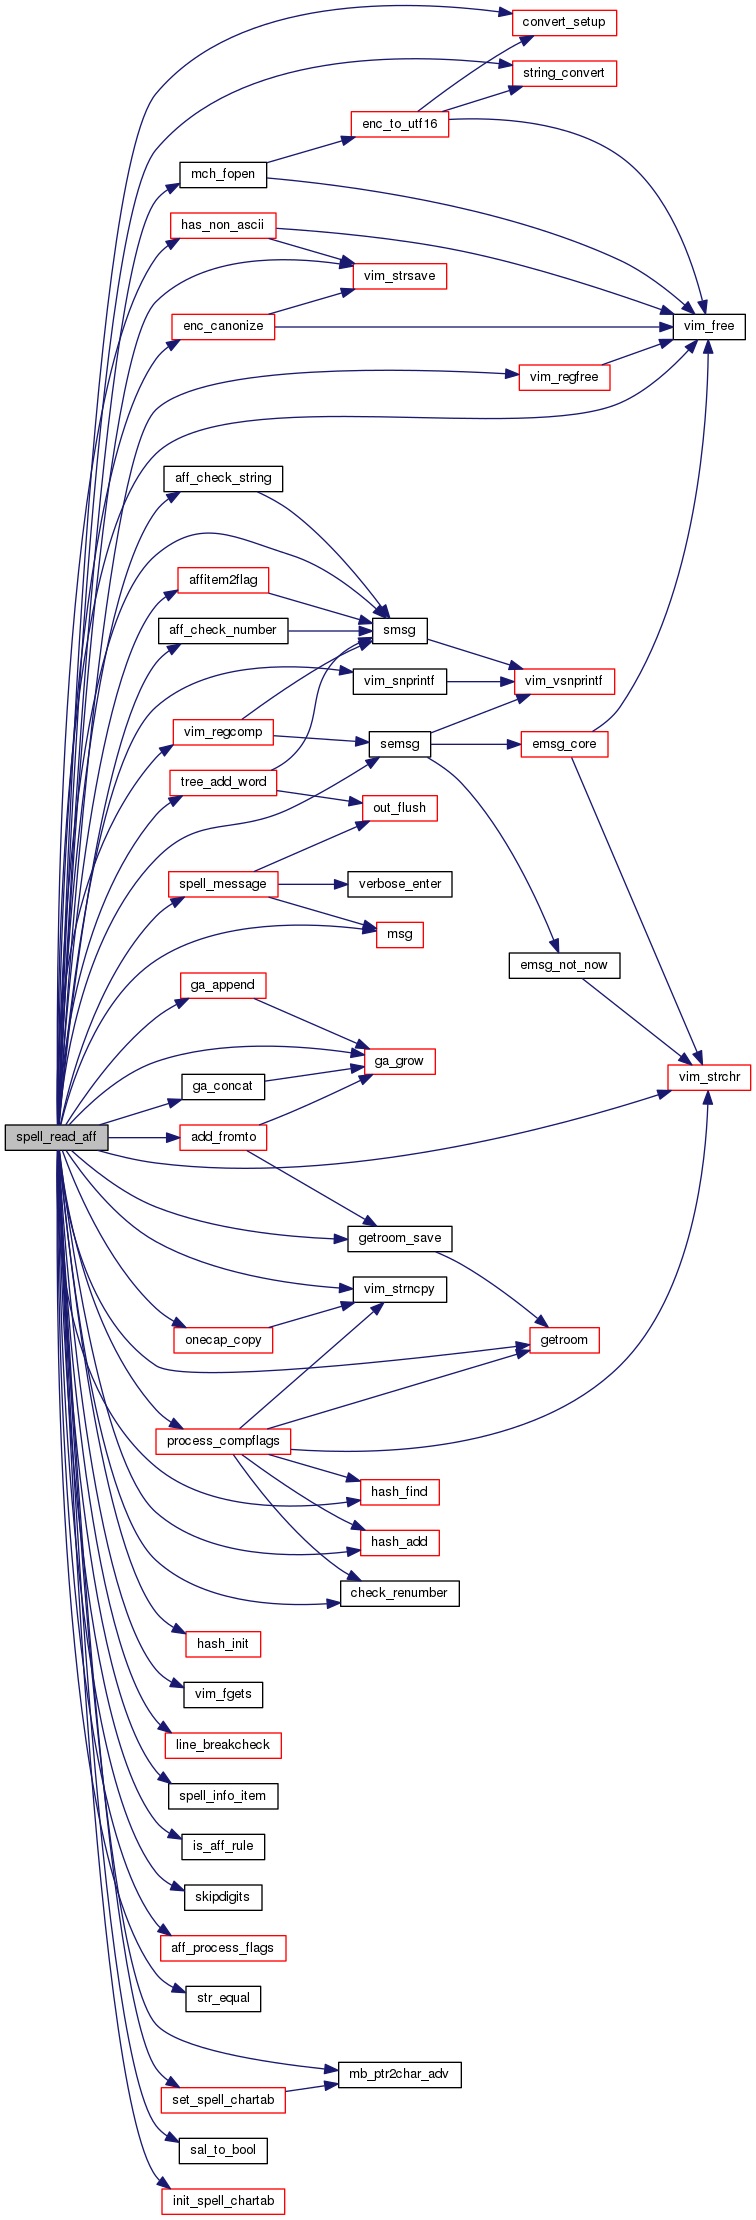 convert_setup
string_convert
enc_to_utf16
mch_fopen
has_non_ascii
vim_strsave
enc_canonize
vim_free
vim_regfree
aff_check_string
affitem2flag
aff_check_number
smsg
vim_snprintf
vim_vsnprintf
vim_regcomp
semsg
emsg_core
tree_add_word
out_flush
spell_message
verbose_enter
msg
emsg_not_now
ga_append
ga_grow
vim_strchr
ga_concat
spell_read_aff
add_fromto
getroom_save
vim_strncpy
onecap_copy
getroom
process_compflags
hash_find
hash_add
check_renumber
hash_init
vim_fgets
line_breakcheck
spell_info_item
is_aff_rule
skipdigits
aff_process_flags
str_equal
mb_ptr2char_adv
set_spell_chartab
sal_to_bool
init_spell_chartab